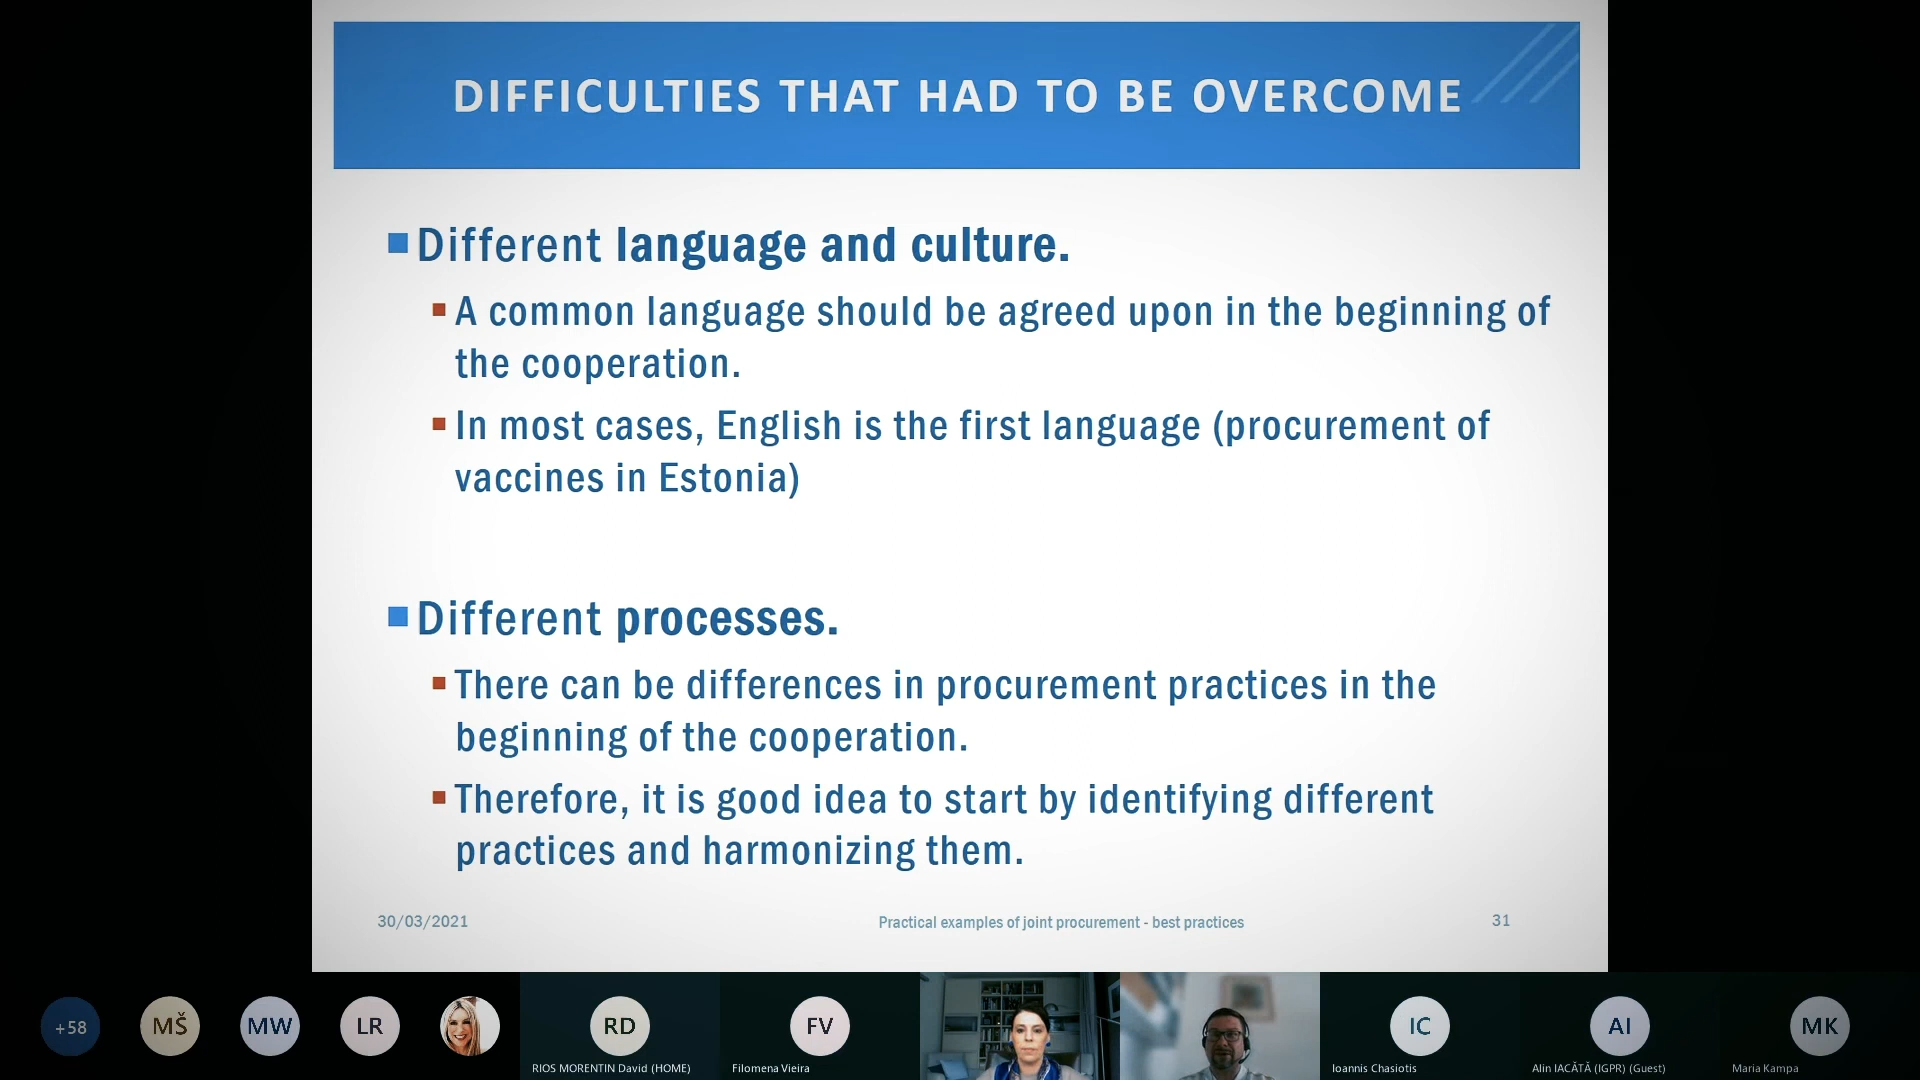 DIFFICULTIES THAT HAD TO BE OVERCOME
Different language and culture.
A common language should be agreed upon in the beginning of
the cooperation.
In most cases, English is the first language (procurement of
vaccines in Estonia)
Different processes.
There can be differences in procurement practices in the
beginning of the cooperation.
Therefore, it is good idea to start by identifying different
practices and harmonizing them.
30/03/2021
Practical examples of joint procurement - best practices
31
+58
MŠ
MW
LR
RD
FV
IC
AI
MK
RIOS MORENTIN David (HOME)
Filomena Vieira
Ioannis Chasiotis
Alin IACĂTĂ (IGPR) (Guest)
Maria Kampa